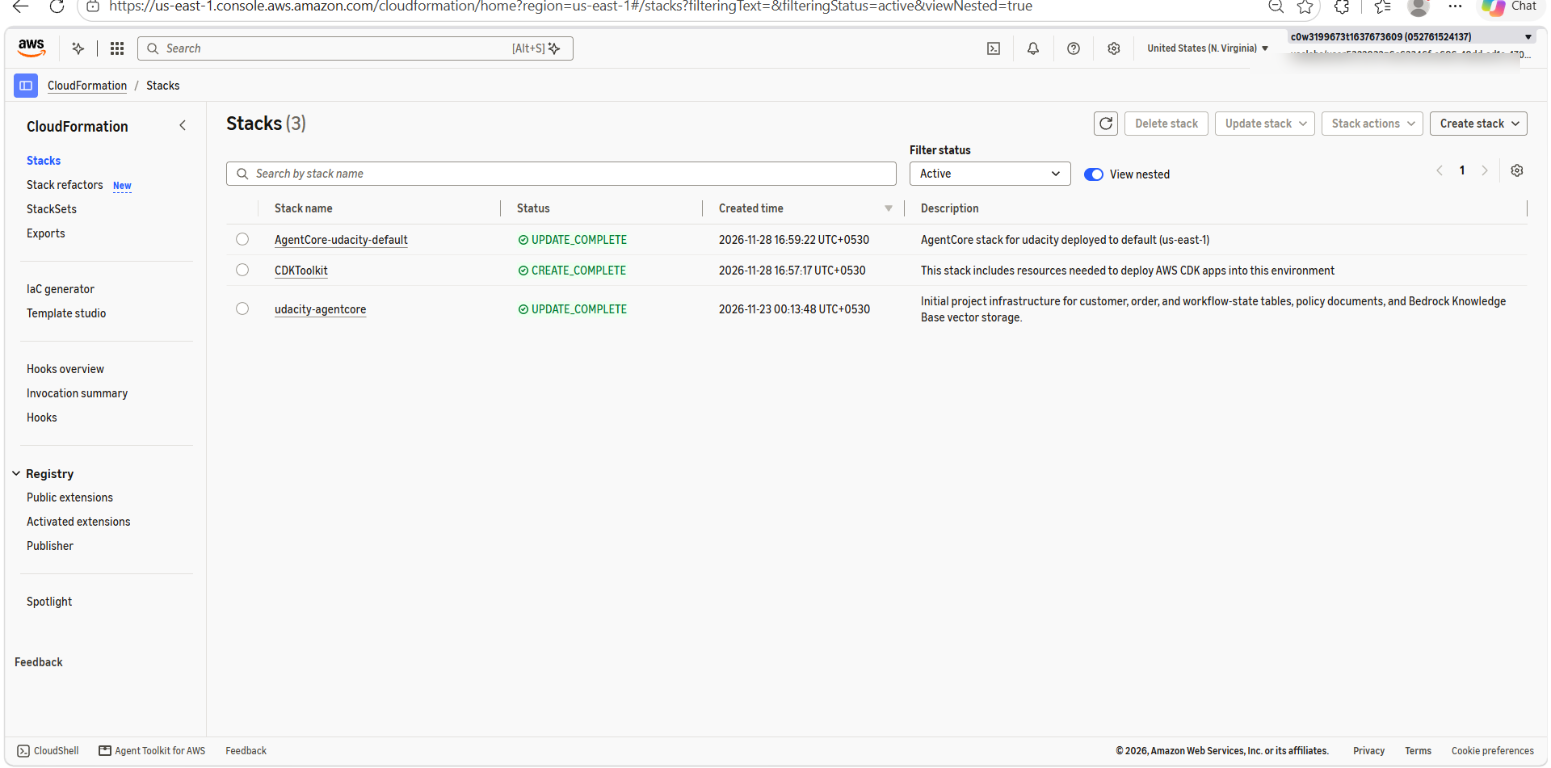 https://us-east-1.console.aws.amazon.com/cloudformation/home?region=us-east-1#/stacks?filteringText=&filteringStatus=active&viewNested=true
Chat
aws
Search
[Alt+S]
United States (N. Virginia)
c0w3199673t1637673609 (052761524137)
CloudFormation / Stacks
CloudFormation
Stacks
Stack refactors New
StackSets
Exports
IaC generator
Template studio
Hooks overview
Invocation summary
Hooks
Registry
Public extensions
Activated extensions
Publisher
Spotlight
Feedback
Stacks (3)
Delete stack
Update stack
Stack actions
Create stack
Filter status
Search by stack name
Active
View nested
1
Stack name Status Created time Description
AgentCore-udacity-default UPDATE_COMPLETE 2026-11-28 16:59:22 UTC+0530 AgentCore stack for udacity deployed to default (us-east-1)
CDKToolkit CREATE_COMPLETE 2026-11-28 16:57:17 UTC+0530 This stack includes resources needed to deploy AWS CDK apps into this environment
udacity-agentcore UPDATE_COMPLETE 2026-11-23 00:13:48 UTC+0530 Initial project infrastructure for customer, order, and workflow-state tables, policy documents, and Bedrock Knowledge
Base vector storage.
CloudShell Agent Toolkit for AWS Feedback
© 2026, Amazon Web Services, Inc. or its affiliates. Privacy Terms Cookie preferences